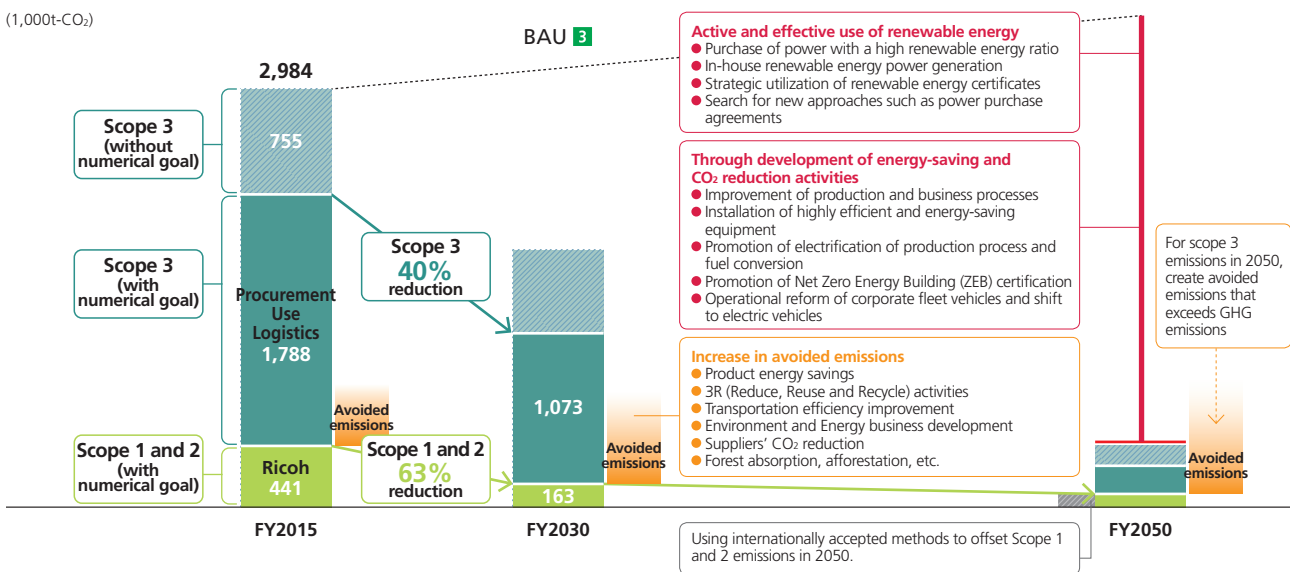 (1,000t-CO₂)
BAU 3
2,984
Scope 3
(without
numerical goal)
755
Scope 3
(with
numerical goal)
Procurement
Use
Logistics
1,788
Scope 1 and 2
(with
numerical goal)
Ricoh
441
Avoided
emissions
FY2015
Scope 3
40%
reduction
Scope 1 and 2
63%
reduction
1,073
163
Avoided
emissions
FY2030
Active and effective use of renewable energy
● Purchase of power with a high renewable energy ratio
● In-house renewable energy power generation
● Strategic utilization of renewable energy certificates
● Search for new approaches such as power purchase
agreements
Through development of energy-saving and
CO₂ reduction activities
● Improvement of production and business processes
● Installation of highly efficient and energy-saving
equipment
● Promotion of electrification of production process and
fuel conversion
● Promotion of Net Zero Energy Building (ZEB) certification
● Operational reform of corporate fleet vehicles and shift
to electric vehicles
Increase in avoided emissions
● Product energy savings
● 3R (Reduce, Reuse and Recycle) activities
● Transportation efficiency improvement
● Environment and Energy business development
● Suppliers' CO₂ reduction
● Forest absorption, afforestation, etc.
Using internationally accepted methods to offset Scope 1
and 2 emissions in 2050.
For scope 3
emissions in 2050,
create avoided
emissions that
exceeds GHG
emissions
Avoided
emissions
FY2050